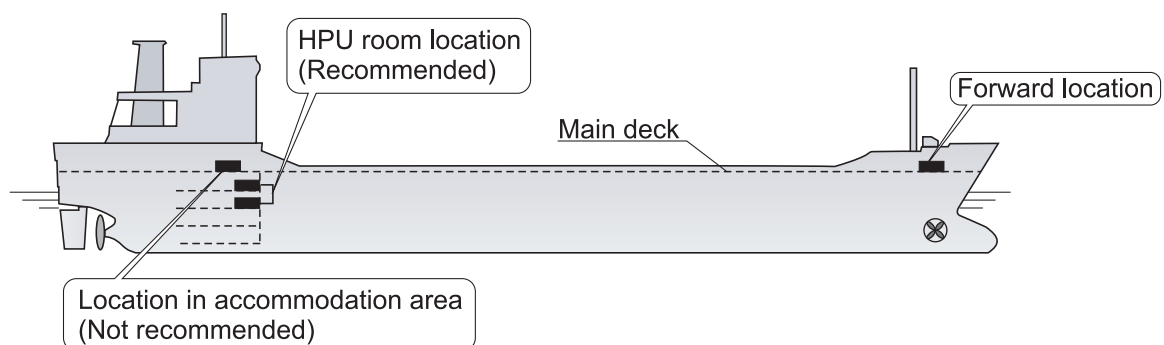 HPU room location
(Recommended)
Forward location
Main deck
Location in accommodation area
(Not recommended)